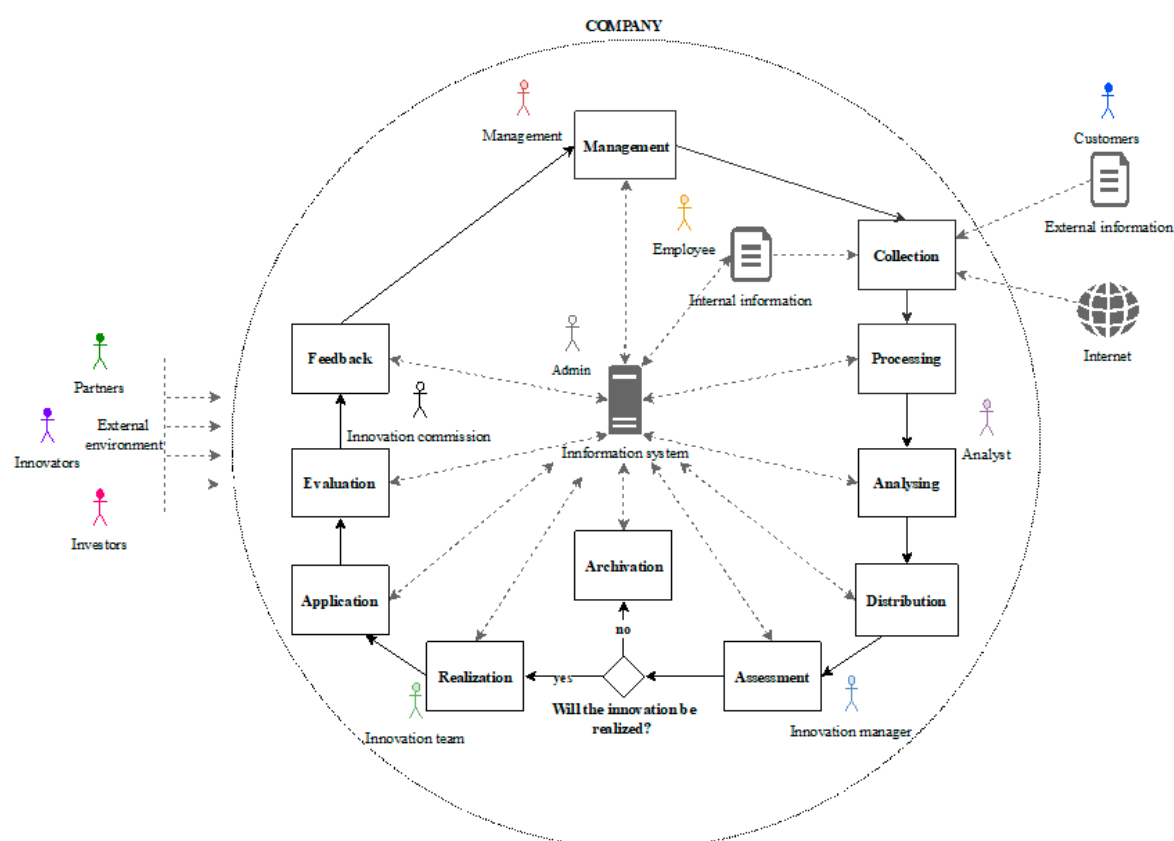 COMPANY
Management
Management
Customers
Employee
External information
Collection
Internal information
Internet
Feedback
Admin
Processing
Partners
External
environment
Innovators
Investors
Innovation commission
Innformation system
Analyst
Evaluation
Analysing
Application
Archivation
Distribution
no
Realization
yes
Assessment
Will the innovation be
realized?
Innovation team
Innovation manager